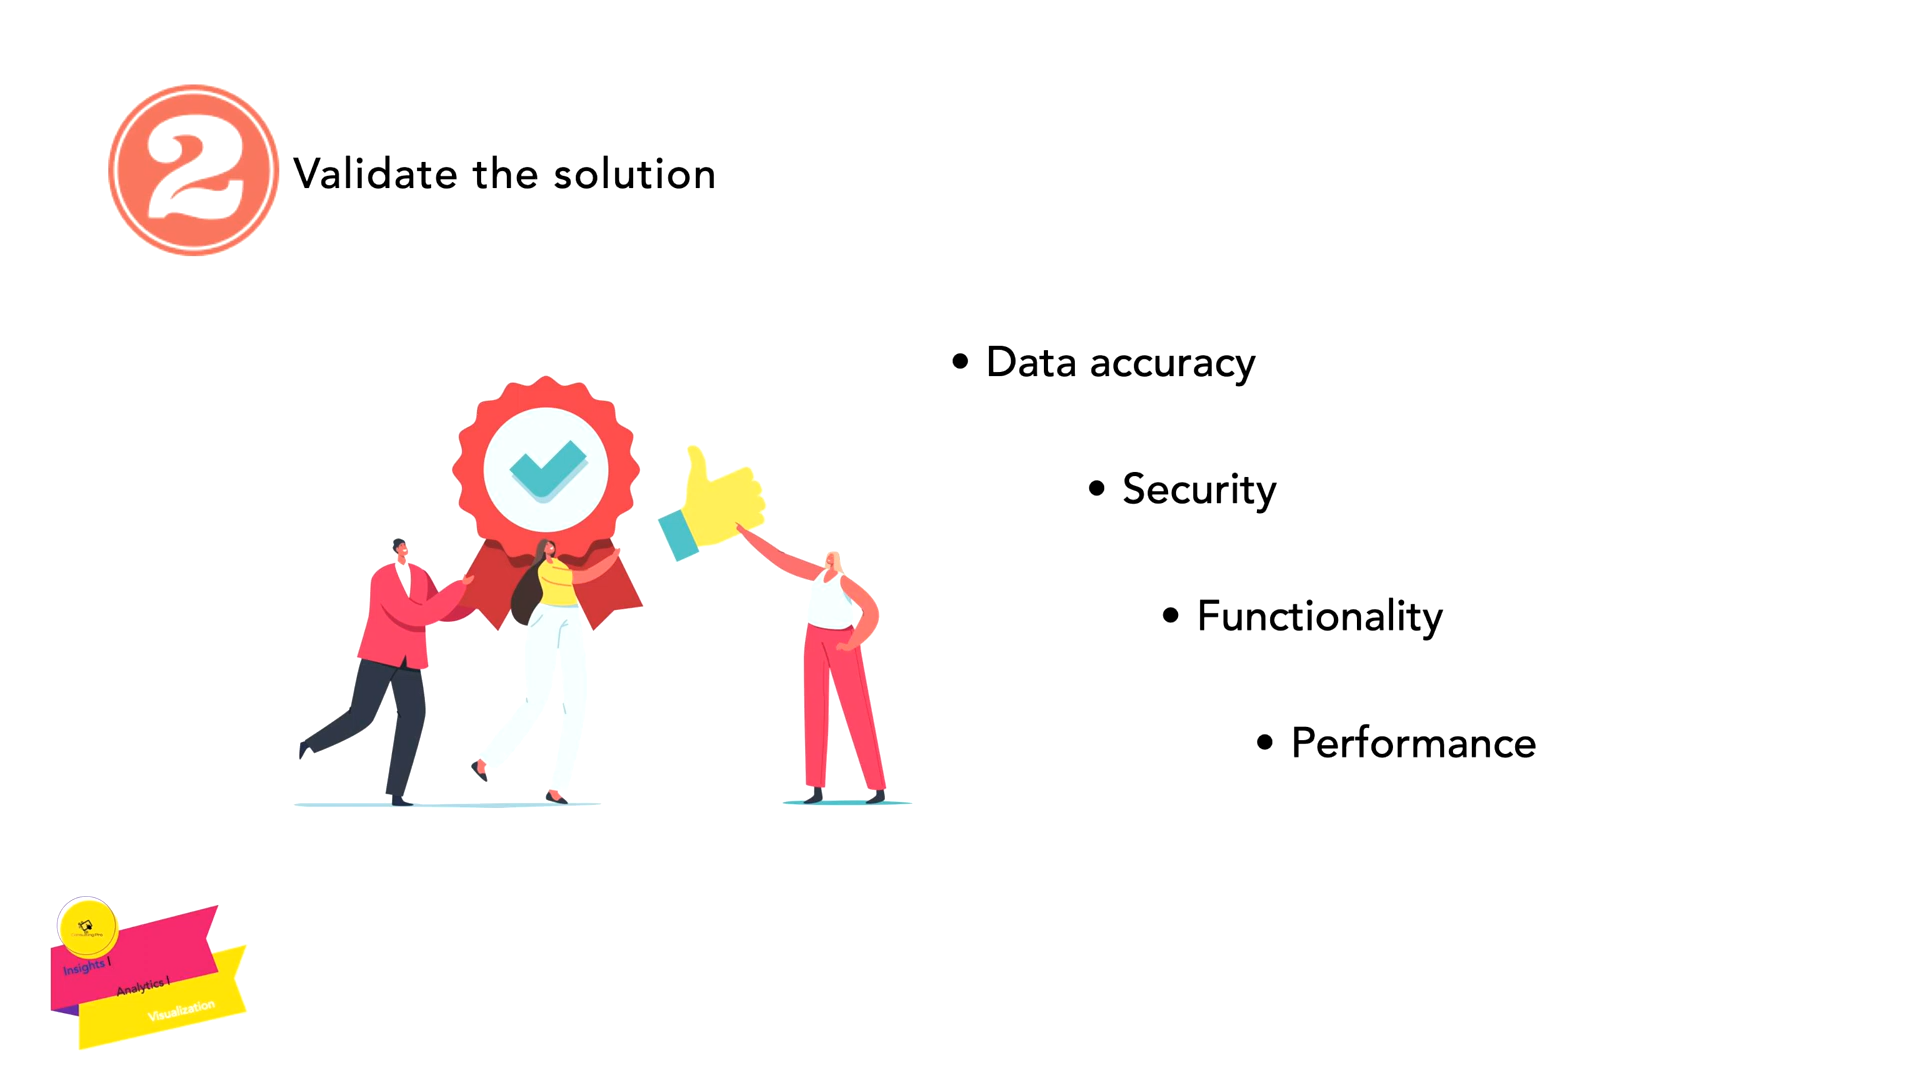 2
Validate the solution
• Data accuracy
• Security
• Functionality
• Performance
Insights |
Analytics |
Visualization